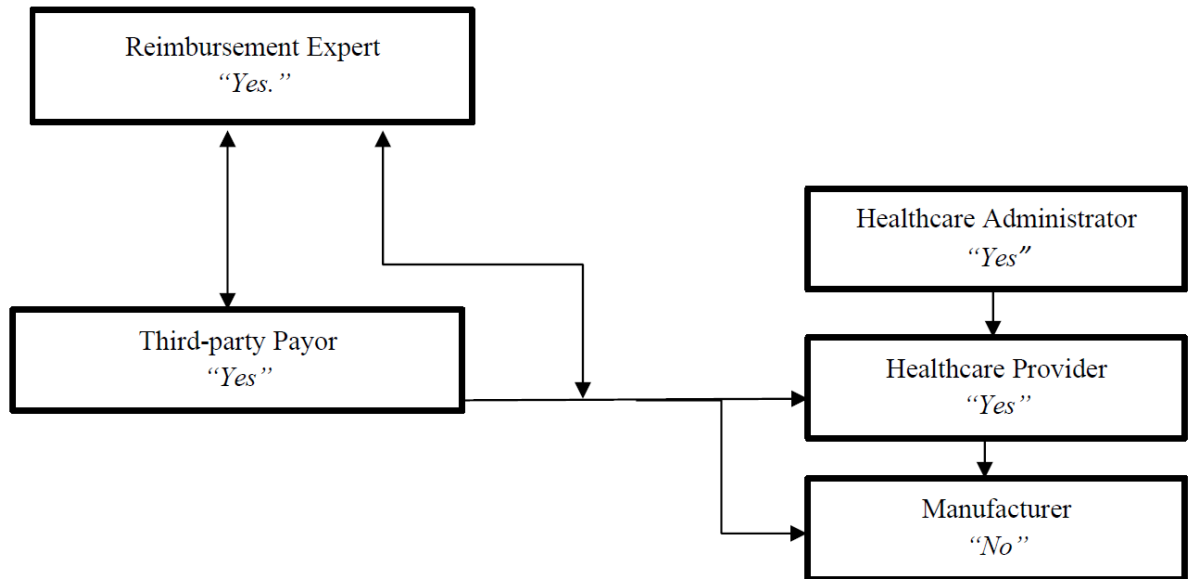 Reimbursement Expert
“Yes.”
Healthcare Administrator
“Yes”
Third-party Payor
“Yes”
Healthcare Provider
“Yes”
Manufacturer
“No”